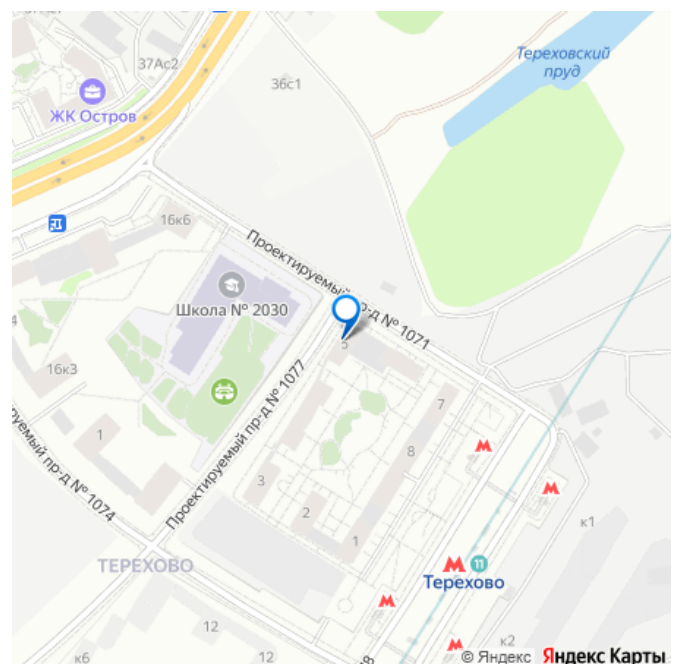 37Ас2
ЖК Остров
36с1
Тереховский
пруд
16к6
Проектируемый пр-д № 1071
Школа № 2030
5
16к3
Проектируемый пр-д № 1077
7
8
1
3
2
1
ектируемый пр-д № 1074
ТЕРЕХОВО
11
Терехово
к1
12
12
к6
к2
© Яндекс Яндекс Карты